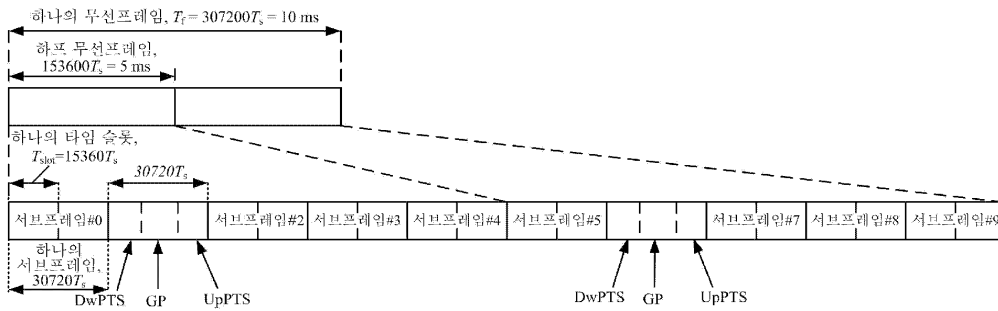 하나의 무선프레임, Tf = 307200Ts = 10 ms
하프 무선프레임,
153600Ts = 5 ms
하나의 타임 슬롯,
Tslot=15360Ts
30720Ts
서브프레임#0
서브프레임#2
서브프레임#3
서브프레임#4
서브프레임#5
서브프레임#7
서브프레임#8
서브프레임#9
하나의
서브프레임,
30720Ts
DwPTS
GP
UpPTS
DwPTS
GP
UpPTS